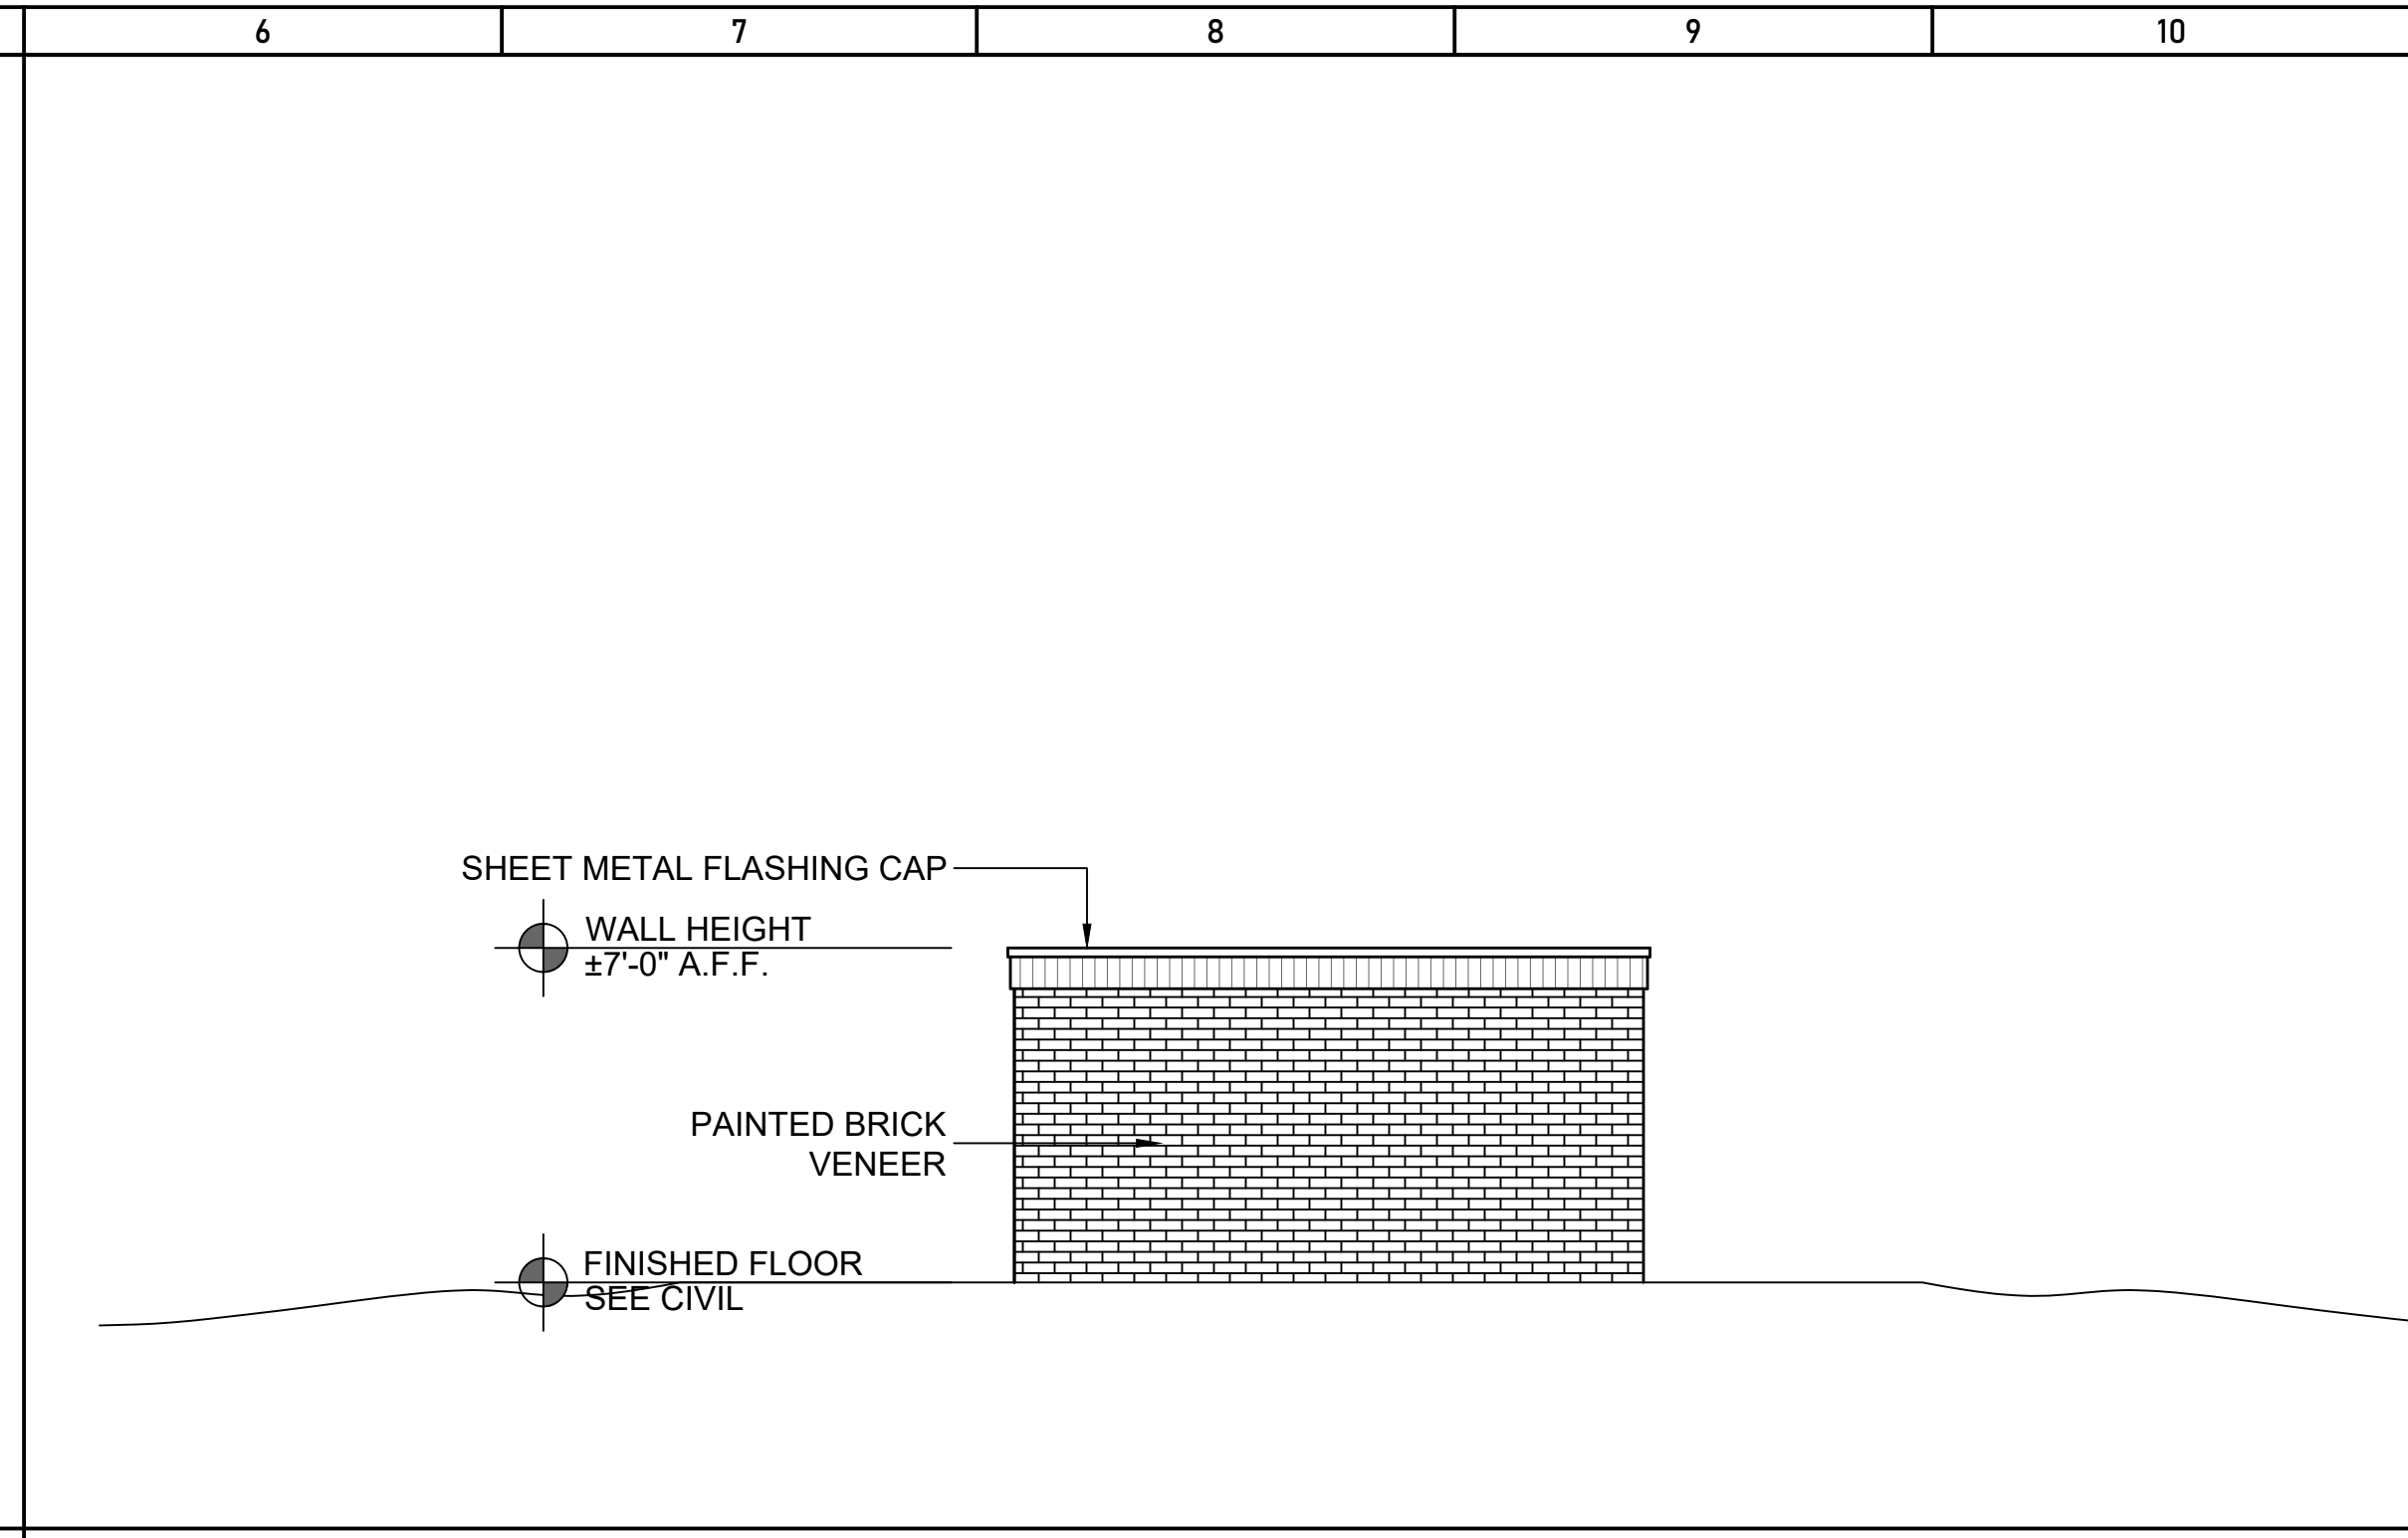 6 7 8 9 10
SHEET METAL FLASHING CAP
WALL HEIGHT
±7'-0" A.F.F.
PAINTED BRICK
VENEER
FINISHED FLOOR
SEE CIVIL